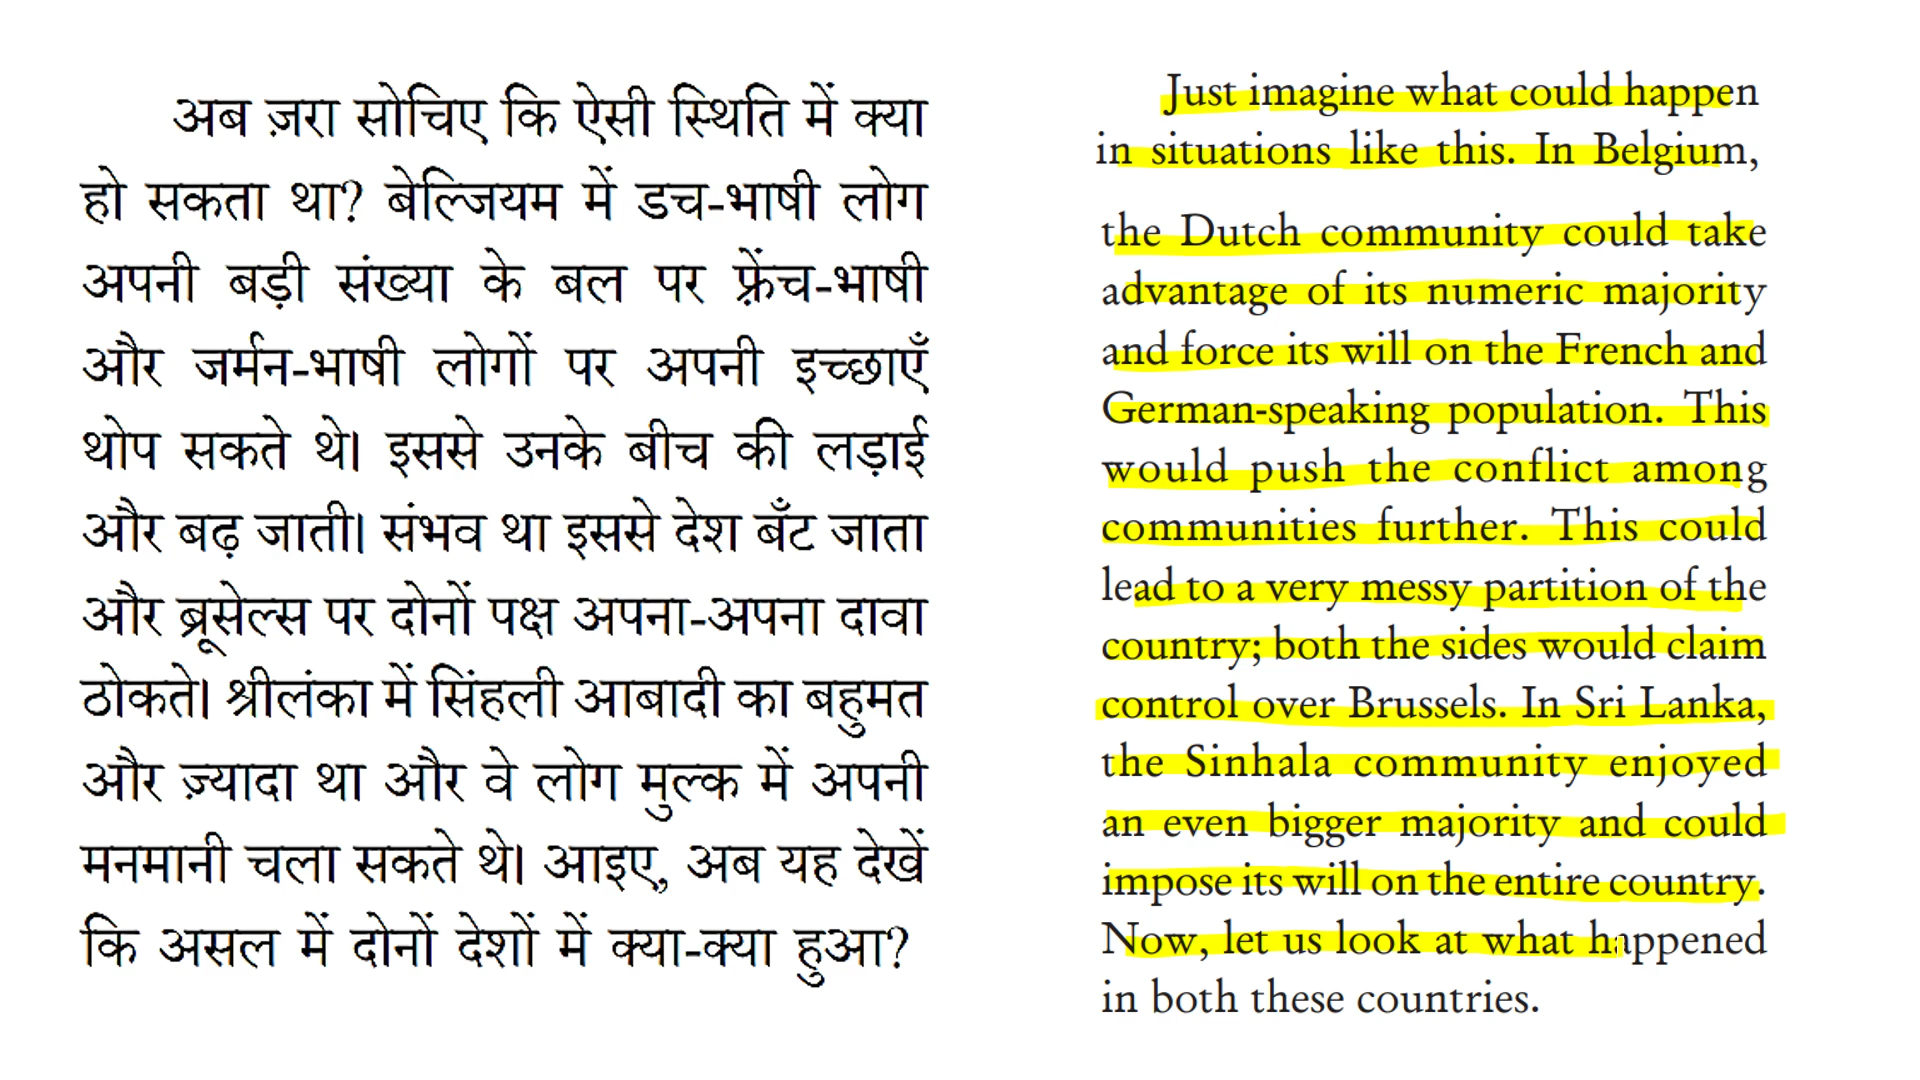 अब ज़रा सोचिए कि ऐसी स्थिति में क्या
हो सकता था? बेल्जियम में डच-भाषी लोग
अपनी बड़ी संख्या के बल पर फ़्रेंच-भाषी
और जर्मन-भाषी लोगों पर अपनी इच्छाएँ
थोप सकते थे। इससे उनके बीच की लड़ाई
और बढ़ जाती। संभव था इससे देश बँट जाता
और ब्रूसेल्स पर दोनों पक्ष अपना-अपना दावा
ठोकते। श्रीलंका में सिंहली आबादी का बहुमत
और ज़्यादा था और वे लोग मुल्क में अपनी
मनमानी चला सकते थे। आइए, अब यह देखें
कि असल में दोनों देशों में क्या-क्या हुआ?
Just imagine what could happen
in situations like this. In Belgium,
the Dutch community could take
advantage of its numeric majority
and force its will on the French and
German-speaking population. This
would push the conflict among
communities further. This could
lead to a very messy partition of the
country; both the sides would claim
control over Brussels. In Sri Lanka,
the Sinhala community enjoyed
an even bigger majority and could
impose its will on the entire country.
Now, let us look at what happened
in both these countries.